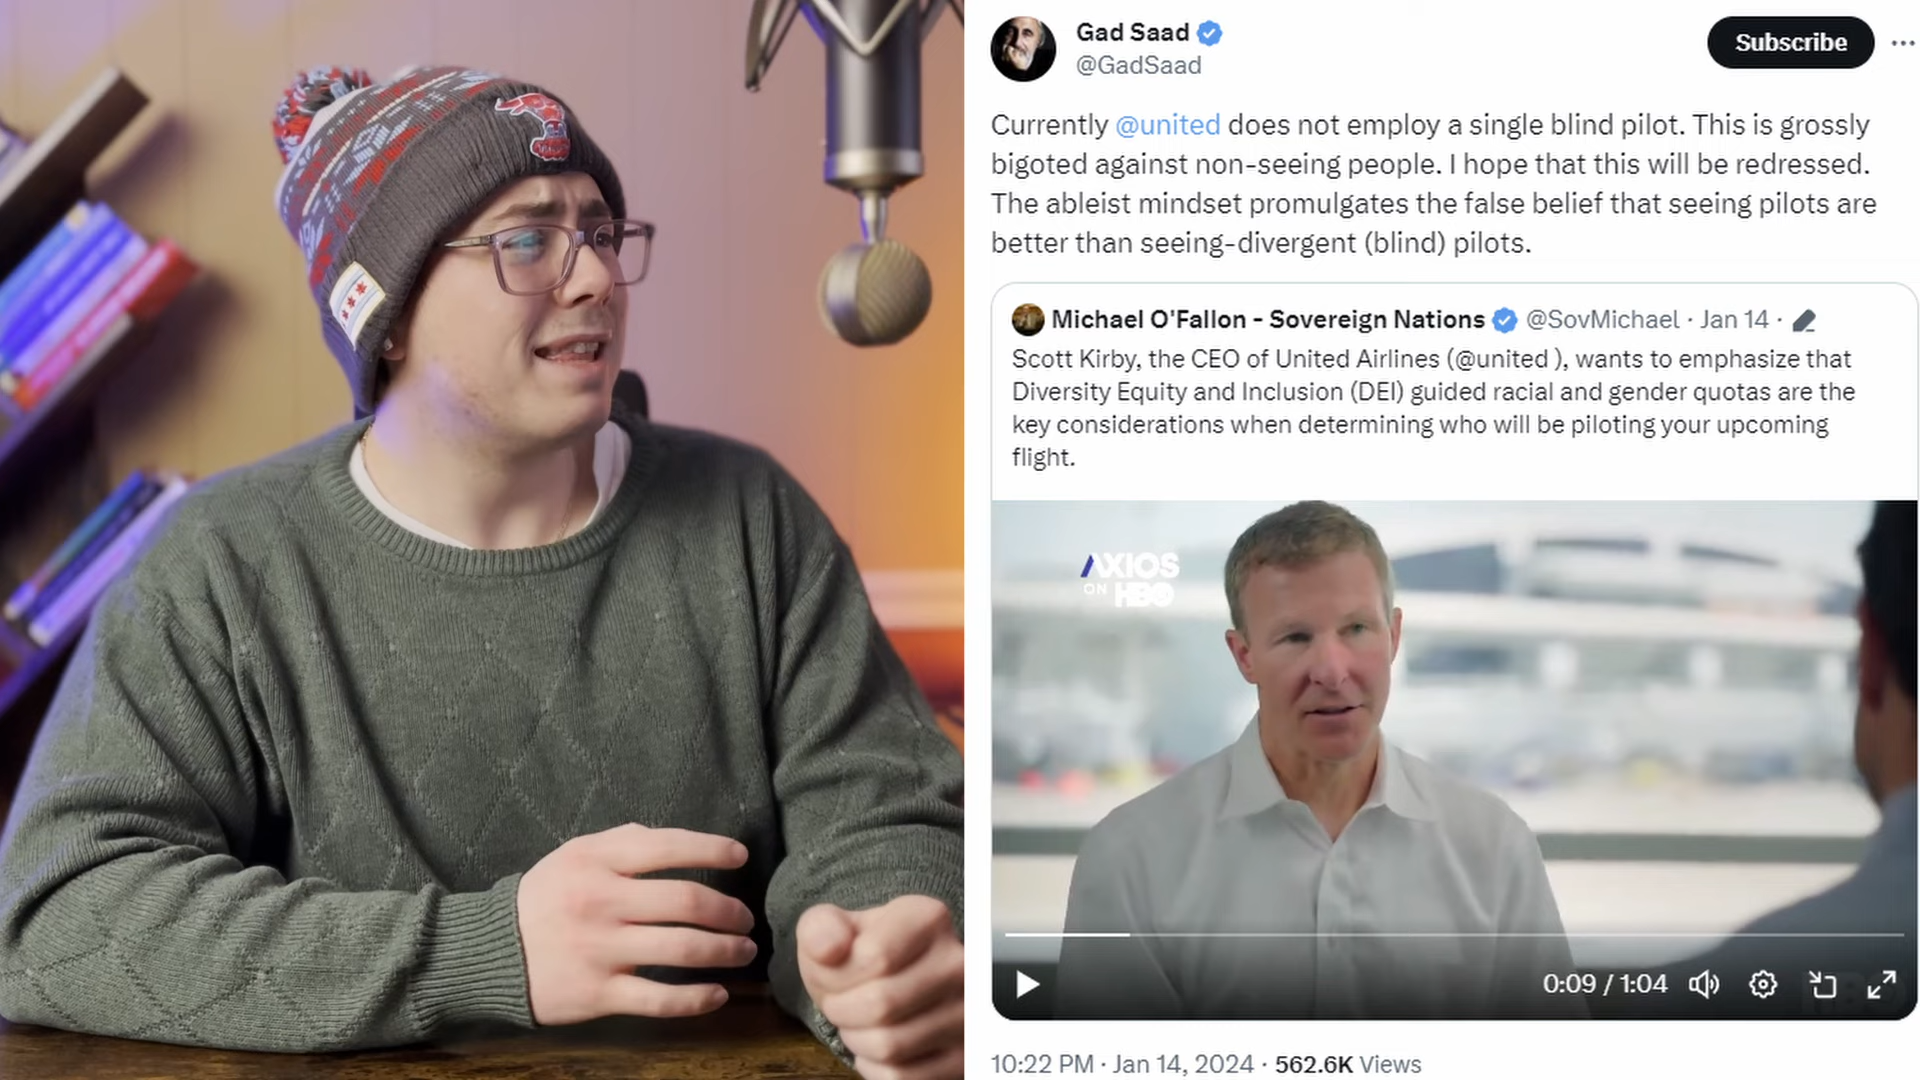 Gad Saad
@GadSaad
Subscribe
Currently @united does not employ a single blind pilot. This is grossly
bigoted against non-seeing people. I hope that this will be redressed.
The ableist mindset promulgates the false belief that seeing pilots are
better than seeing-divergent (blind) pilots.
Michael O'Fallon - Sovereign Nations @SovMichael · Jan 14 ·
Scott Kirby, the CEO of United Airlines (@united ), wants to emphasize that
Diversity Equity and Inclusion (DEI) guided racial and gender quotas are the
key considerations when determining who will be piloting your upcoming
flight.
AXIOS
ON HBO
0:09 / 1:04
10:22 PM · Jan 14, 2024 · 562.6K Views